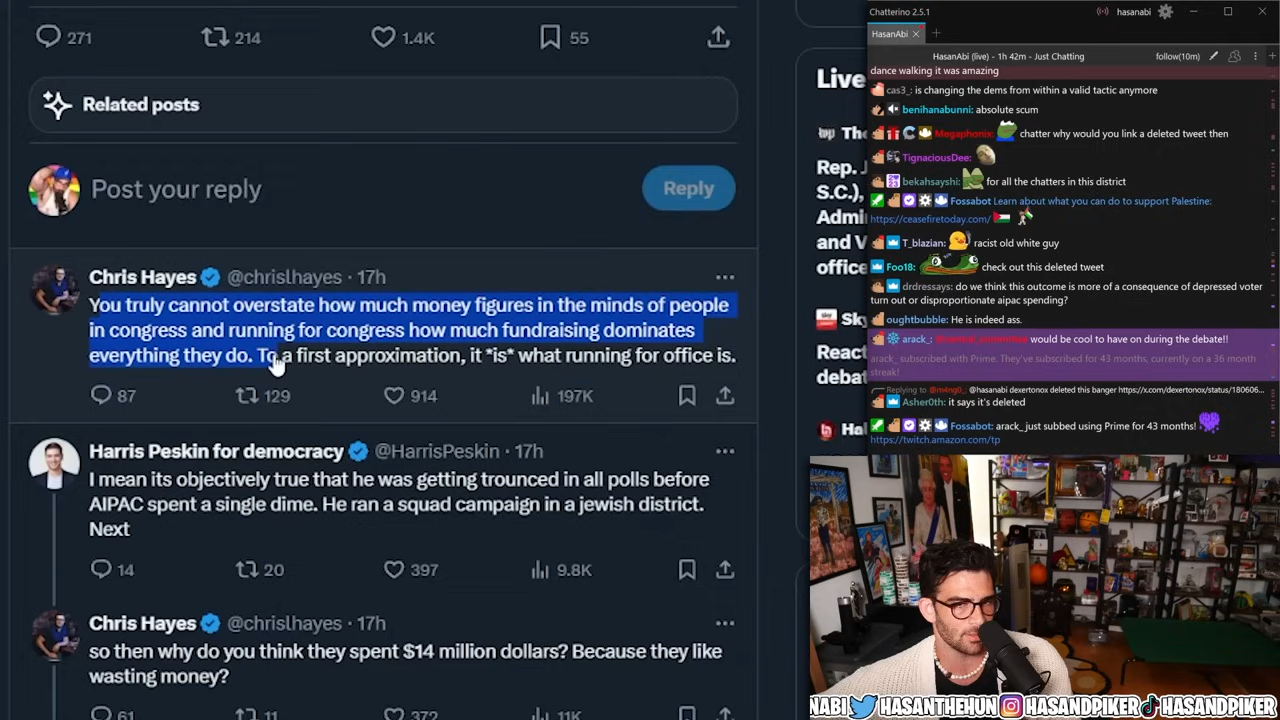 271
214
1.4K
55
Related posts
Post your reply
Reply
Chris Hayes @chrislhayes · 17h
You truly cannot overstate how much money figures in the minds of people
in congress and running for congress how much fundraising dominates
everything they do. To a first approximation, it *is* what running for office is.
87
129
914
197K
Harris Peskin for democracy @HarrisPeskin · 17h
I mean its objectively true that he was getting trounced in all polls before
AIPAC spent a single dime. He ran a squad campaign in a jewish district.
Next
14
20
397
9.8K
Chris Hayes @chrislhayes · 17h
so then why do you think they spent $14 million dollars? Because they like
wasting money?
61
11
372
11K
Live
The
Rep. J
S.C.),
Admi
and V
office
Sky
React
debat
Hal
Chatterino 2.5.1
hasanabi
HasanAbi
HasanAbi (live) - 1h 42m - Just Chatting
follow(10m)
dance walking it was amazing
cas3_: is changing the dems from within a valid tactic anymore
benihanabunni: absolute scum
Megaphonix: chatter why would you link a deleted tweet then
TignaciousDee:
bekahsayshi: for all the chatters in this district
Fossabot: Learn about what you can do to support Palestine:
https://ceasefiretoday.com/
T_blazian: racist old white guy
Foo18: check out this deleted tweet
drdressays: do we think this outcome is more of a consequence of depressed voter
turn out or disproportionate aipac spending?
oughtbubble: He is indeed ass.
arack_: would be cool to have on during the debate!!
arack_ subscribed with Prime. They've subscribed for 43 months, currently on a 36 month
streak!
Replying to @m4ng0_: @hasanabi dexertonox deleted this banger https://x.com/dexertonox/status/180606...
Asher0th: it says it's deleted
Fossabot: arack_ just subbed using Prime for 43 months!
https://twitch.amazon.com/tp
NABI HASANTHEHUN HASANDPIKER HASANDPIKER